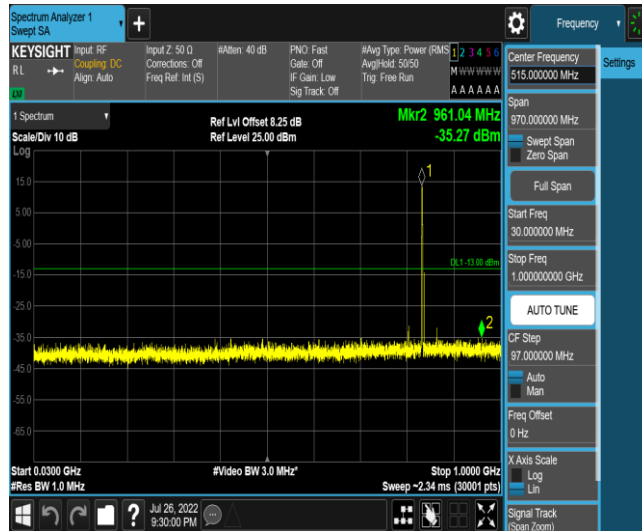 Spectrum Analyzer 1
Swept SA
Frequency
KEYSIGHT
RL
LXI
Input: RF
Coupling: DC
Align: Auto
Input Z: 50 Ω
Corrections: Off
Freq Ref: Int (S)
#Atten: 40 dB
PNO: Fast
Gate: Off
IF Gain: Low
Sig Track: Off
#Avg Type: Power (RMS
Avg|Hold: 50/50
Trig: Free Run
1 2 3 4 5 6
M W W W W W
A A A A A A
1 Spectrum
Scale/Div 10 dB
Log
Ref Lvl Offset 8.25 dB
Ref Level 25.00 dBm
Mkr2 961.04 MHz
-35.27 dBm
15.0
5.00
-5.00
-15.0
-25.0
-35.0
-45.0
-55.0
-65.0
1
DL1 -13.00 dBm
2
Start 0.0300 GHz
#Res BW 1.0 MHz
#Video BW 3.0 MHz*
Stop 1.0000 GHz
Sweep ~2.34 ms (30001 pts)
Jul 26, 2022
9:30:00 PM
Center Frequency
515.000000 MHz
Settings
Span
970.000000 MHz
Swept Span
Zero Span
Full Span
Start Freq
30.000000 MHz
Stop Freq
1.000000000 GHz
AUTO TUNE
CF Step
97.000000 MHz
Auto
Man
Freq Offset
0 Hz
X Axis Scale
Log
Lin
Signal Track
(Span Zoom)